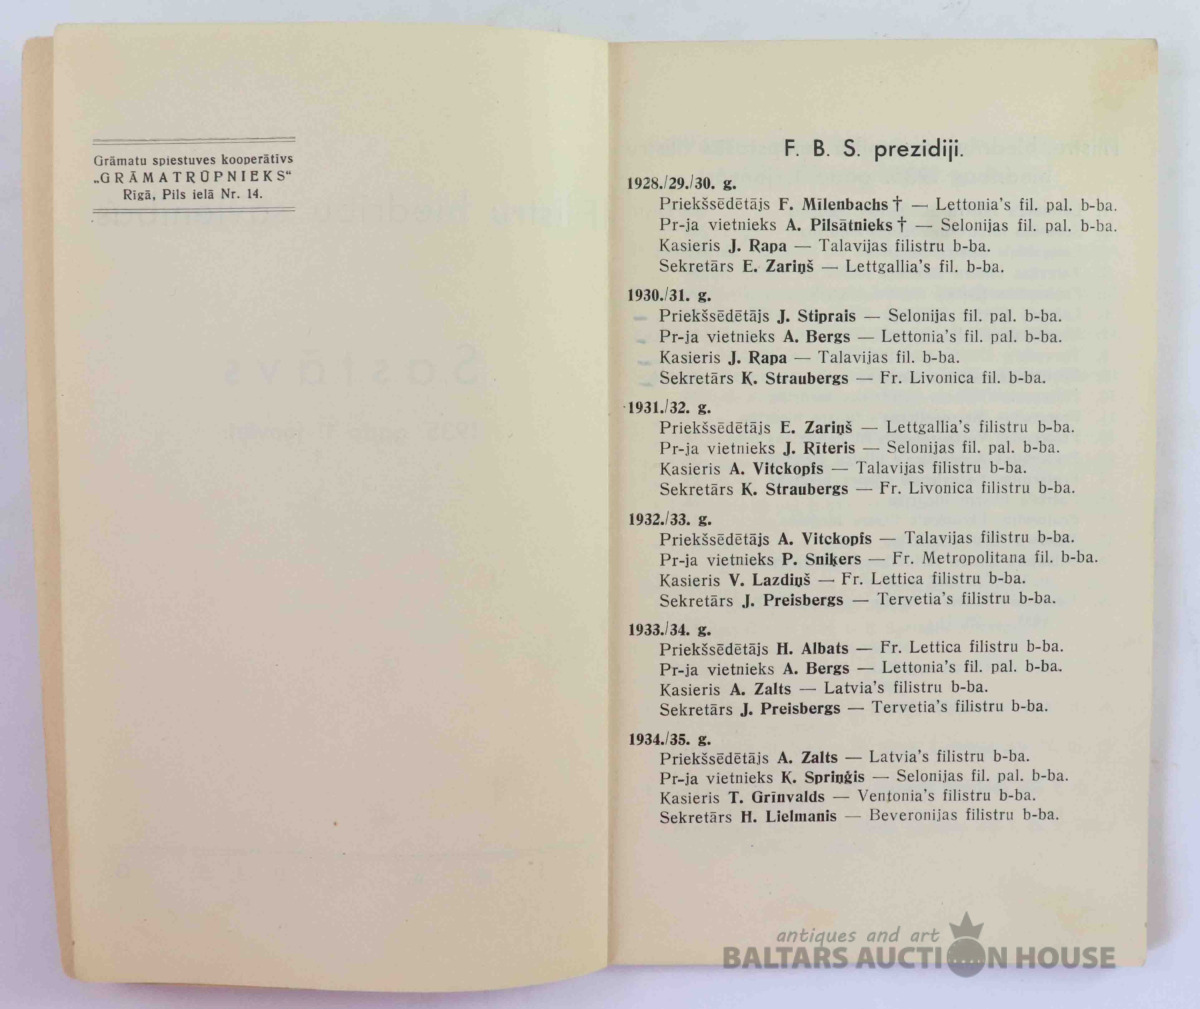 Grāmatu spiestuves kooperātīvs
„GRĀMATRŪPNIEKS“
Rīgā, Pils ielā Nr. 14.
F. B. S. prezidiji.
1928./29./30. g.
Priekšsēdētājs F. Mīlenbachs † — Lettonia's fil. pal. b-ba.
Pr-ja vietnieks A. Pilsātnieks † — Selonijas fil. pal. b-ba.
Kasieris J. Rapa — Talavijas filistru b-ba.
Sekretārs E. Zariņš — Lettgallia's fil. b-ba.
1930./31. g.
Priekšsēdētājs J. Stiprais — Selonijas fil. pal. b-ba.
Pr-ja vietnieks A. Bergs — Lettonia's fil. pal. b-ba.
Kasieris J. Rapa — Talavijas fil. b-ba.
Sekretārs K. Straubergs — Fr. Livonica fil. b-ba.
1931./32. g.
Priekšsēdētājs E. Zariņš — Lettgallia's filistru b-ba.
Pr-ja vietnieks J. Rīteris — Selonijas fil. pal. b-ba.
Kasieris A. Vitckopfs — Talavijas filistru b-ba.
Sekretārs K. Straubergs — Fr. Livonica filistru b-ba.
1932./33. g.
Priekšsēdētājs A. Vitckopfs — Talavijas filistru b-ba.
Pr-ja vietnieks P. Sniķers — Fr. Metropolitana fil. b-ba.
Kasieris V. Lazdiņš — Fr. Lettica filistru b-ba.
Sekretārs J. Preisbergs — Tervetia's filistru b-ba.
1933./34. g.
Priekšsēdētājs H. Albats — Fr. Lettica filistru b-ba.
Pr-ja vietnieks A. Bergs — Lettonia's fil. pal. b-ba.
Kasieris A. Zalts — Latvia's filistru b-ba.
Sekretārs J. Preisbergs — Tervetia's filistru b-ba.
1934./35. g.
Priekšsēdētājs A. Zalts — Latvia's filistru b-ba.
Pr-ja vietnieks K. Spriņģis — Selonijas fil. pal. b-ba.
Kasieris T. Grīnvalds — Ventonia's filistru b-ba.
Sekretārs H. Lielmanis — Beveronijas filistru b-ba.
antiques and art
BALTARS AUCTION HOUSE